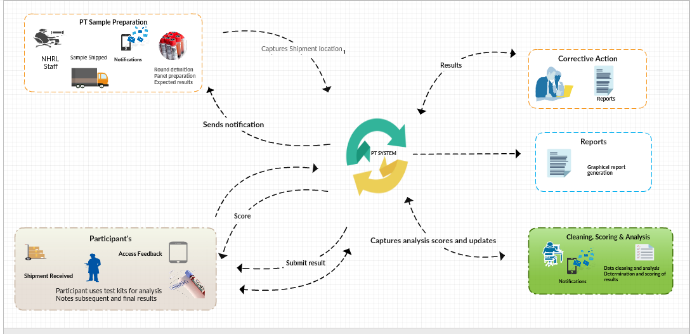 PT Sample Preparation
NHRL
Staff
Sample Shipped
Notifications
Round definition
Panel preparation
Expected results
Captures Shipment location
Results
Corrective Action
Reports
Sends notification
PT SYSTEM
Reports
Graphical report
generation
Score
Participant's
Access Feedback
Shipment Received
Participant uses test kits for analysis
Notes subsequent and final results
Submit result
Captures analysis scores and updates
Cleaning, Scoring & Analysis
Notifications
Data cleaning and analysis
Determination and scoring of
results